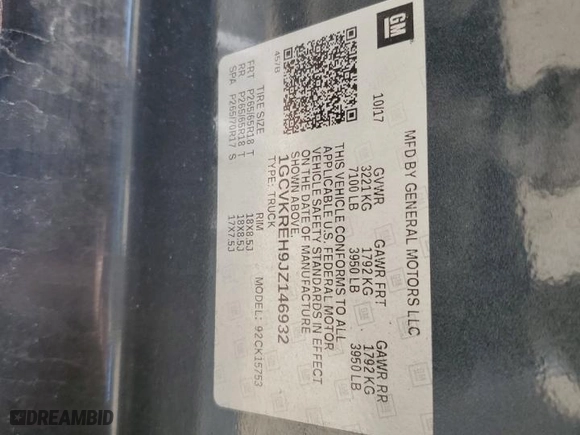 GM
MFD BY GENERAL MOTORS LLC
10/17 GVWR GAWR FRT GAWR RR
3221 KG 1792 KG 1792 KG
7100 LB 3950 LB 3950 LB
THIS VEHICLE CONFORMS TO ALL
APPLICABLE U.S. FEDERAL MOTOR
VEHICLE SAFETY STANDARDS IN EFFECT
ON THE DATE OF MANUFACTURE
SHOWN ABOVE.
1GCVKREH9JZ146932
TYPE: TRUCK MODEL: 92CK15753
457B
TIRE SIZE RIM
FRT P265/65R18 T 18X8.5J
RR P265/65R18 T 18X8.5J
SPA P265/70R17 S 17X7.5J
DREAMBID